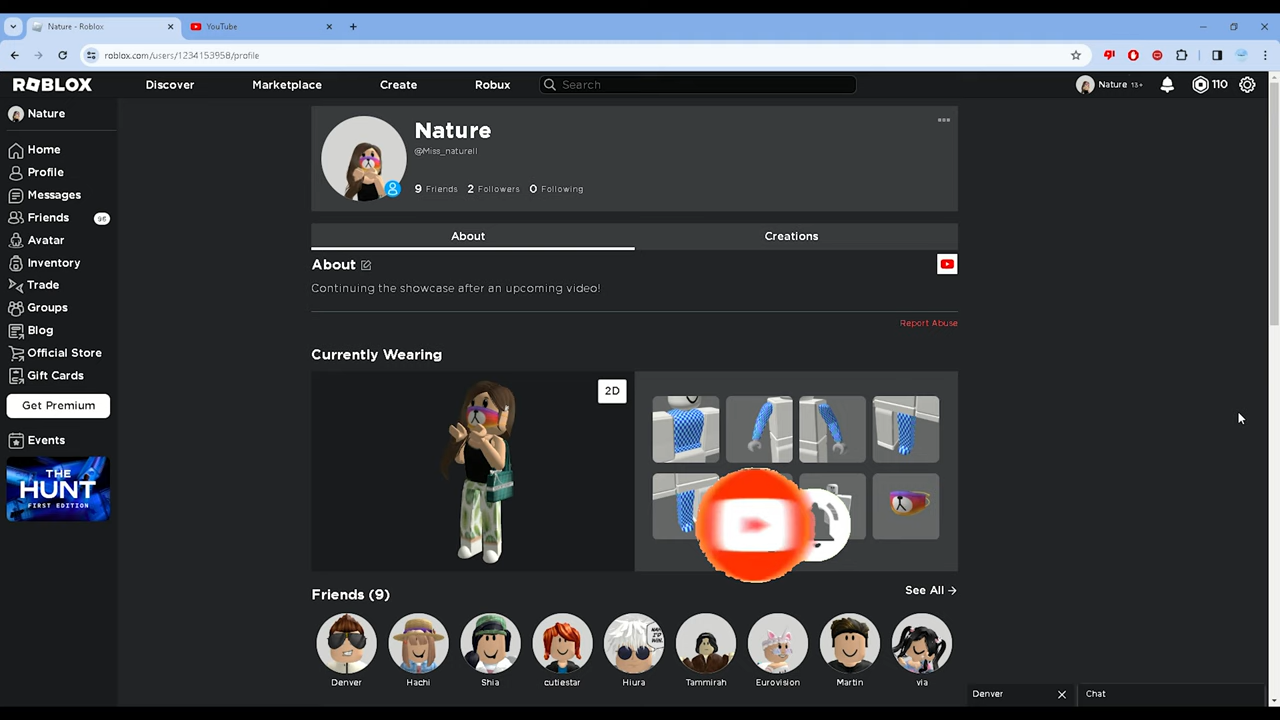 Nature - Roblox
YouTube
roblox.com/users/1234153958/profile
ROBLOX
Discover
Marketplace
Create
Robux
Search
Nature 13+
110
Nature
Home
Profile
Messages
Friends
Avatar
Inventory
Trade
Groups
Blog
Official Store
Gift Cards
Get Premium
Events
THE
HUNT
FIRST EDITION
Nature
@Miss_naturell
9 Friends 2 Followers 0 Following
About
Creations
About
Continuing the showcase after an upcoming video!
Report Abuse
Currently Wearing
2D
Friends (9)
See All
Denver
Hachi
Shia
cutiestar
Hiura
Tammirah
Eurovision
Martin
via
Denver
Chat